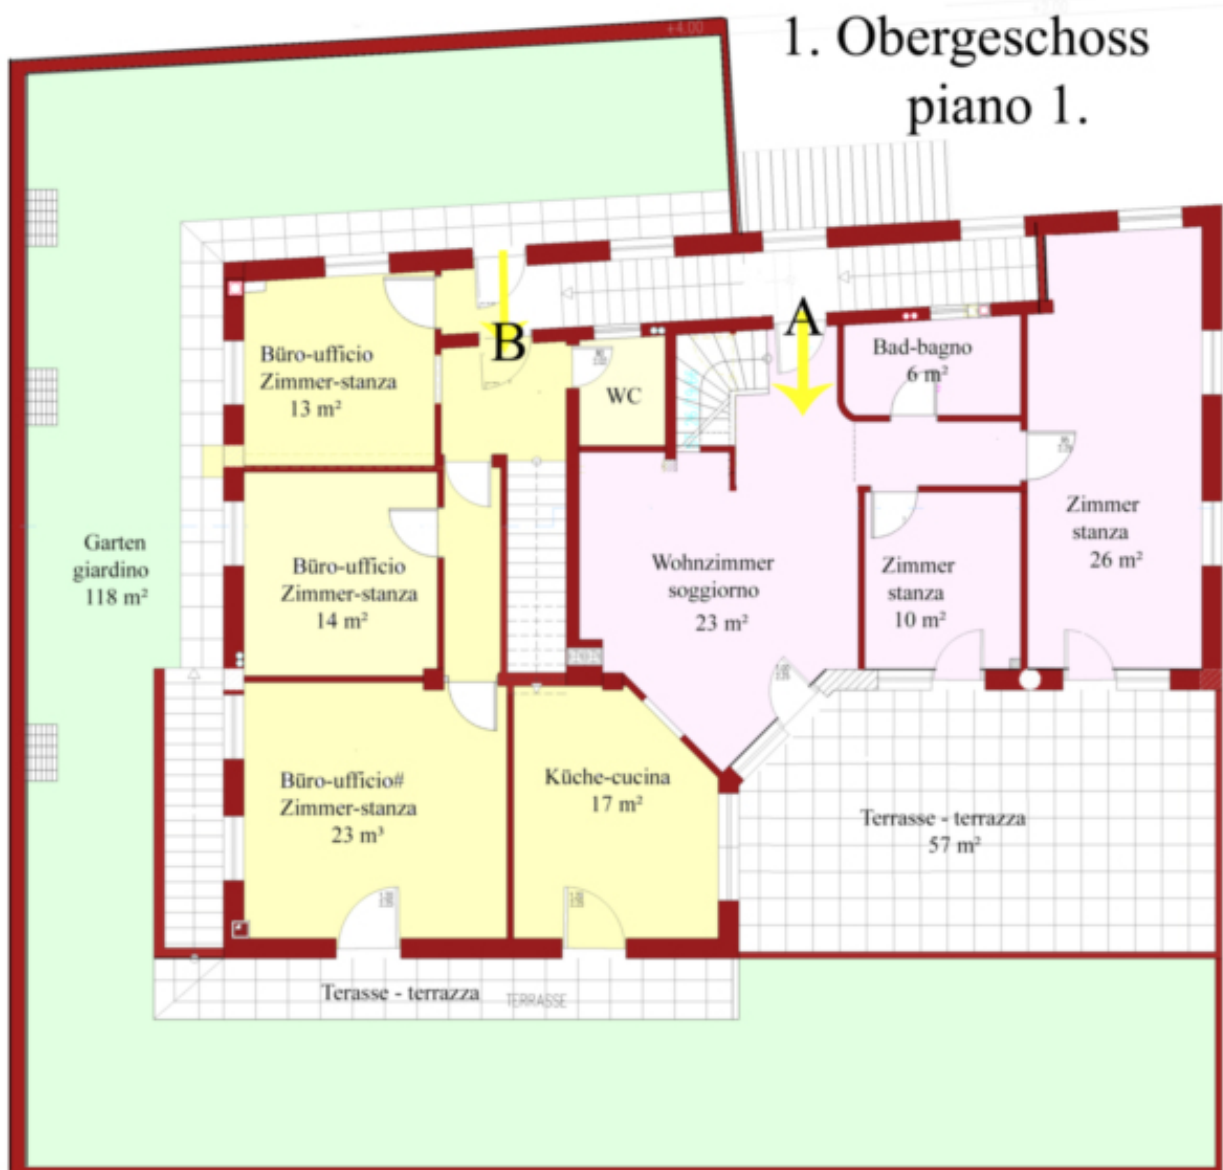 +4.00
1. Obergeschoss
piano 1.
B
A
Büro-ufficio
Zimmer-stanza
13 m²
WC
Bad-bagno
6 m²
Garten
giardino
118 m²
Büro-ufficio
Zimmer-stanza
14 m²
Wohnzimmer
soggiorno
23 m²
Zimmer
stanza
10 m²
Zimmer
stanza
26 m²
Büro-ufficio#
Zimmer-stanza
23 m³
Küche-cucina
17 m²
Terrasse - terrazza
57 m²
Terasse - terrazza
TERRASSE